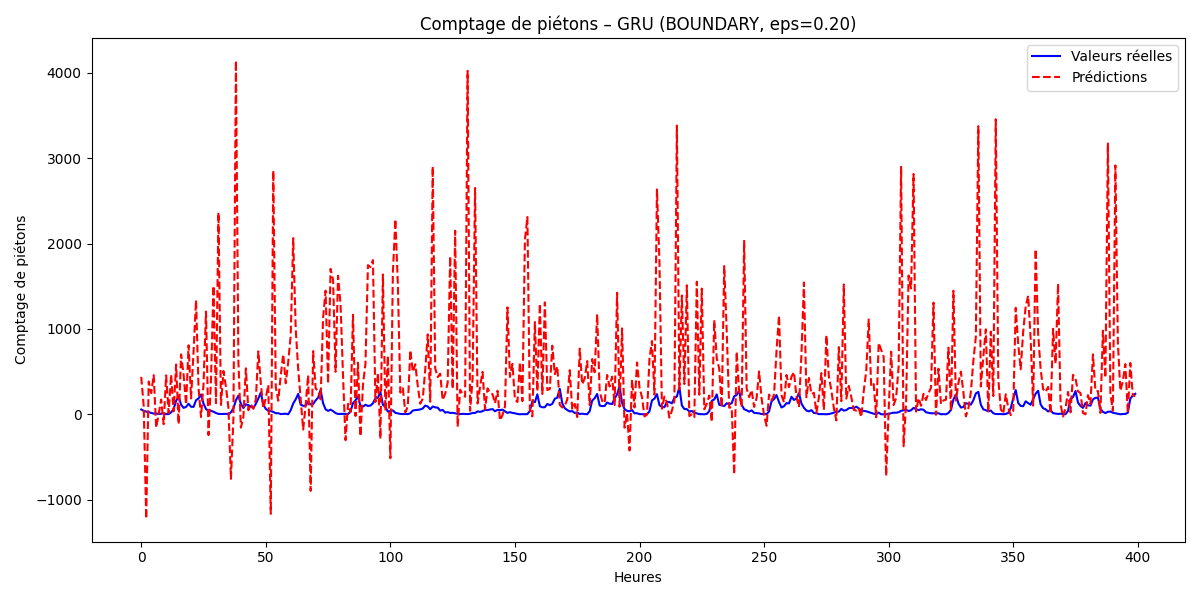 Comptage de piétons – GRU (BOUNDARY, eps=0.20)
Valeurs réelles
Prédictions
Comptage de piétons
4000
3000
2000
1000
0
−1000
0 50 100 150 200 250 300 350 400
Heures